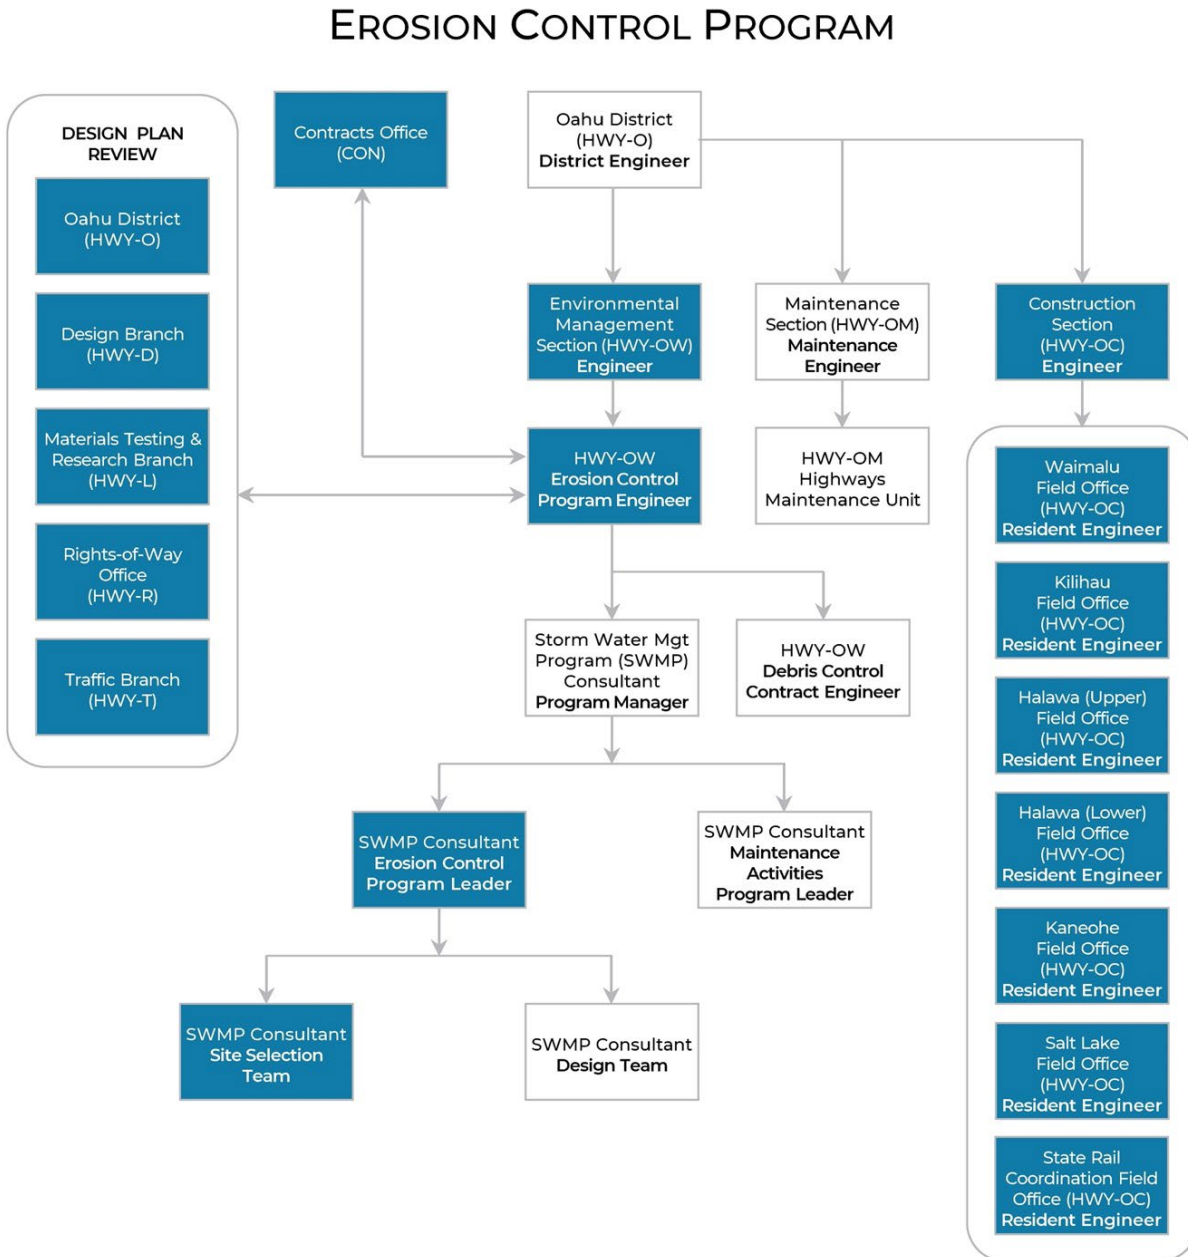 EROSION CONTROL PROGRAM
DESIGN PLAN
REVIEW
Oahu District
(HWY-O)
Design Branch
(HWY-D)
Materials Testing &
Research Branch
(HWY-L)
Rights-of-Way
Office
(HWY-R)
Traffic Branch
(HWY-T)
Contracts Office
(CON)
Oahu District
(HWY-O)
District Engineer
Environmental
Management
Section (HWY-OW)
Engineer
Maintenance
Section (HWY-OM)
Maintenance
Engineer
Construction
Section
(HWY-OC)
Engineer
HWY-OW
Erosion Control
Program Engineer
HWY-OM
Highways
Maintenance Unit
Storm Water Mgt
Program (SWMP)
Consultant
Program Manager
HWY-OW
Debris Control
Contract Engineer
SWMP Consultant
Erosion Control
Program Leader
SWMP Consultant
Maintenance
Activities
Program Leader
SWMP Consultant
Site Selection
Team
SWMP Consultant
Design Team
Waimalu
Field Office
(HWY-OC)
Resident Engineer
Kilihau
Field Office
(HWY-OC)
Resident Engineer
Halawa (Upper)
Field Office
(HWY-OC)
Resident Engineer
Halawa (Lower)
Field Office
(HWY-OC)
Resident Engineer
Kaneohe
Field Office
(HWY-OC)
Resident Engineer
Salt Lake
Field Office
(HWY-OC)
Resident Engineer
State Rail
Coordination Field
Office (HWY-OC)
Resident Engineer